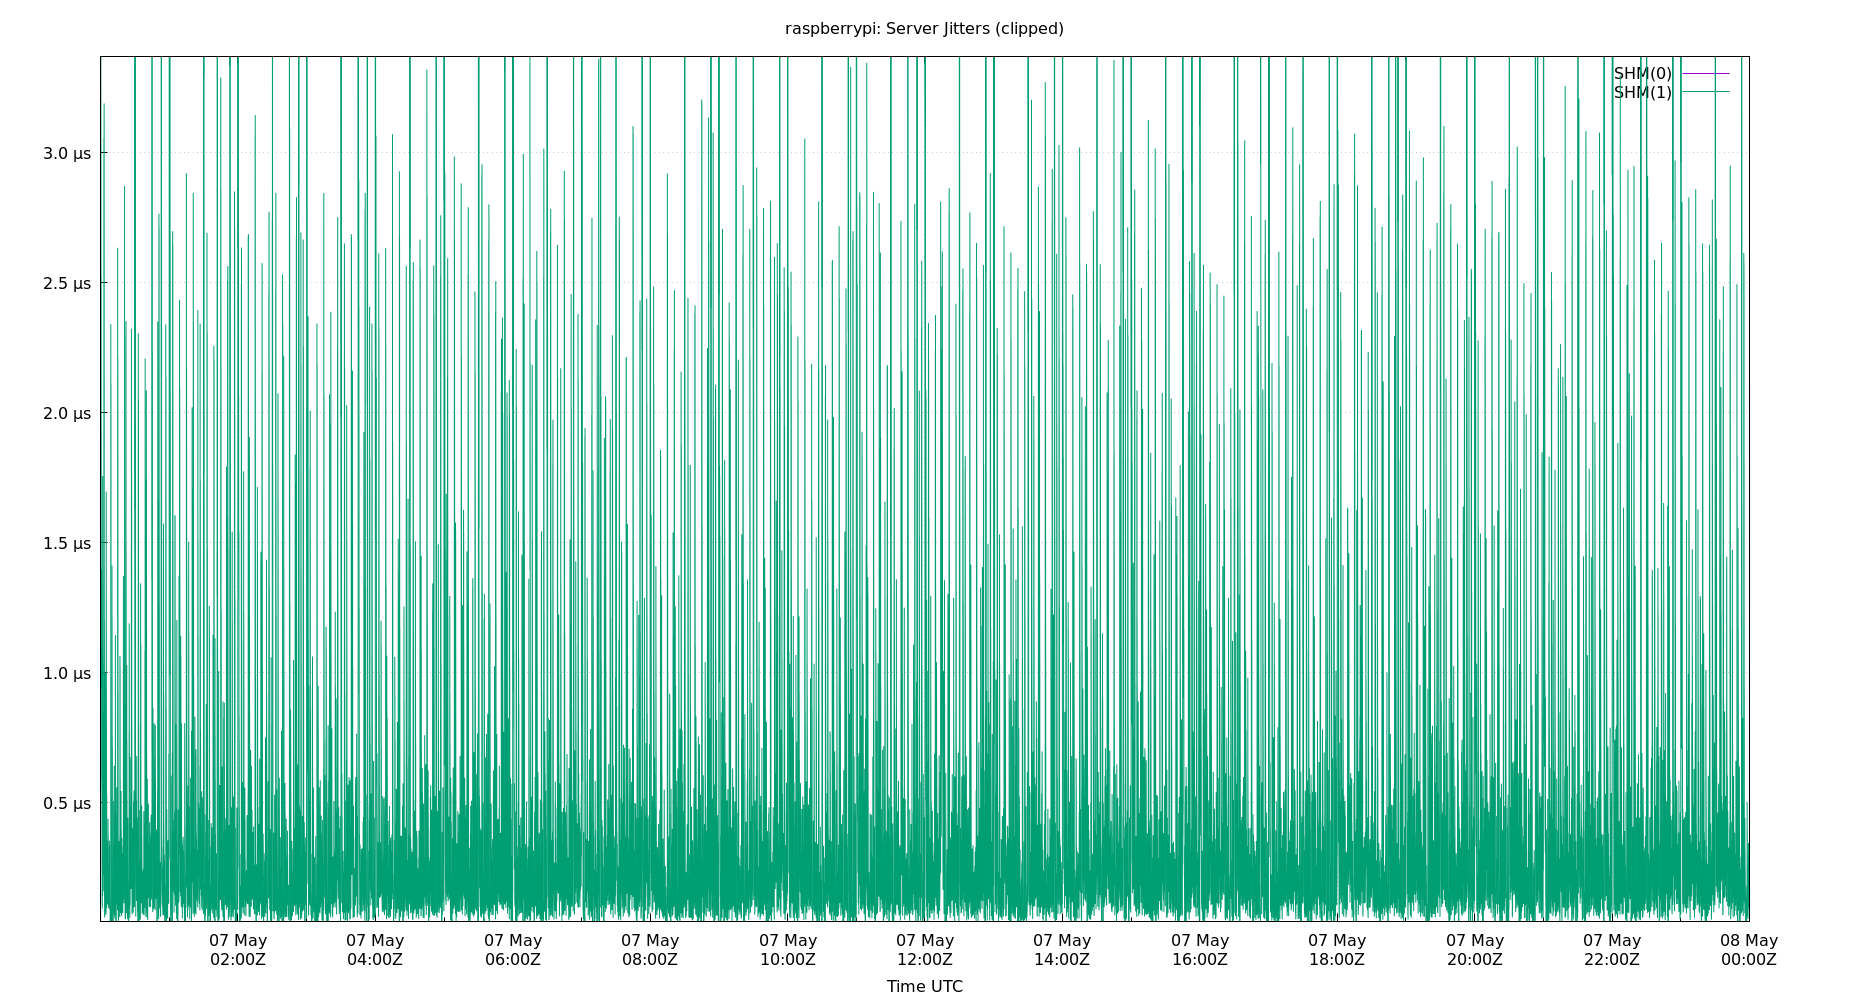 raspberrypi: Server Jitters (clipped)
SHM(0)
SHM(1)
3.0 µs
2.5 µs
2.0 µs
1.5 µs
1.0 µs
0.5 µs
07 May 07 May 07 May 07 May 07 May 07 May 07 May 07 May 07 May 07 May 07 May 08 May
02:00Z 04:00Z 06:00Z 08:00Z 10:00Z 12:00Z 14:00Z 16:00Z 18:00Z 20:00Z 22:00Z 00:00Z
Time UTC